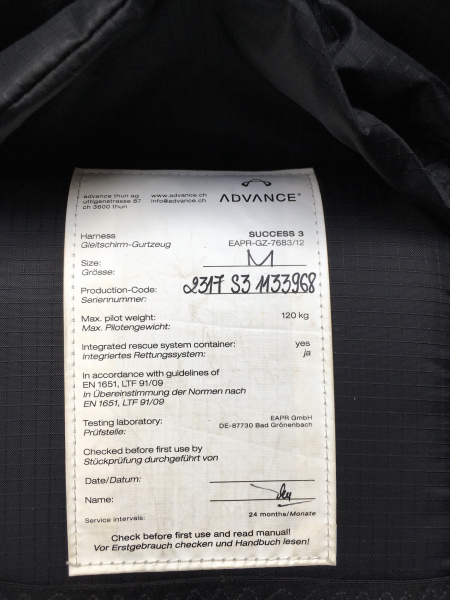 advance thun ag www.advance.ch
uttigenstrasse 87 info@advance.ch
ch 3600 thun
ADVANCE®
Harness SUCCESS 3
Gleitschirm-Gurtzeug EAPR-GZ-7683/12
Size: M
Grösse:
Production-Code: 2317 S3 1133968
Seriennummer:
Max. pilot weight: 120 kg
Max. Pilotengewicht:
Integrated rescue system container: yes
Integriertes Rettungssystem: ja
In accordance with guidelines of
EN 1651, LTF 91/09
In Übereinstimmung der Normen nach
EN 1651, LTF 91/09
Testing laboratory: EAPR GmbH
Prüfstelle: DE-87730 Bad Grönenbach
Checked before first use by
Stückprüfung durchgeführt von
Date/Datum:
Name:
Service intervals: 24 months/Monate
Check before first use and read manual!
Vor Erstgebrauch checken und Handbuch lesen!